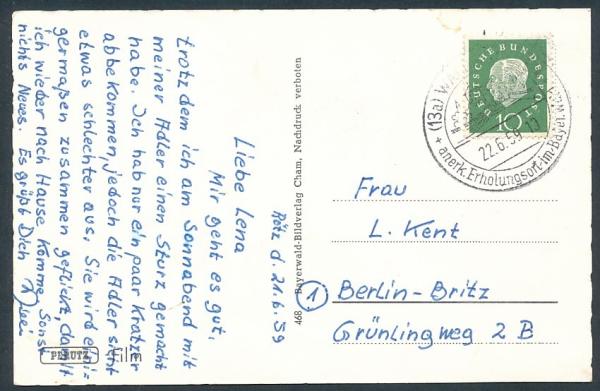 Rötz d. 21.6.59
Liebe Lena
Mir geht es gut,
trotzdem ich am Sonnabend mit
meiner Adler einen Sturz gemacht
habe. Ich hab nur ein paar Kratzer
abbekommen, jedoch die Adler sieht
etwas schlechter aus. Sie wird eini-
germaßen zusammen geflickt, damit
ich wieder nach Hause komme. Sonst
nichts Neues. Es grüßt Dich
PERUTZ Film
468 Bayerwald-Bildverlag Cham, Nachdruck verboten
DEUTSCHE BUNDESPOST
10
(13a)
22.6.59
anerk. Erholungsort im Bayer.
Frau
L. Kent
1 Berlin-Britz
Grünlingweg 2 B